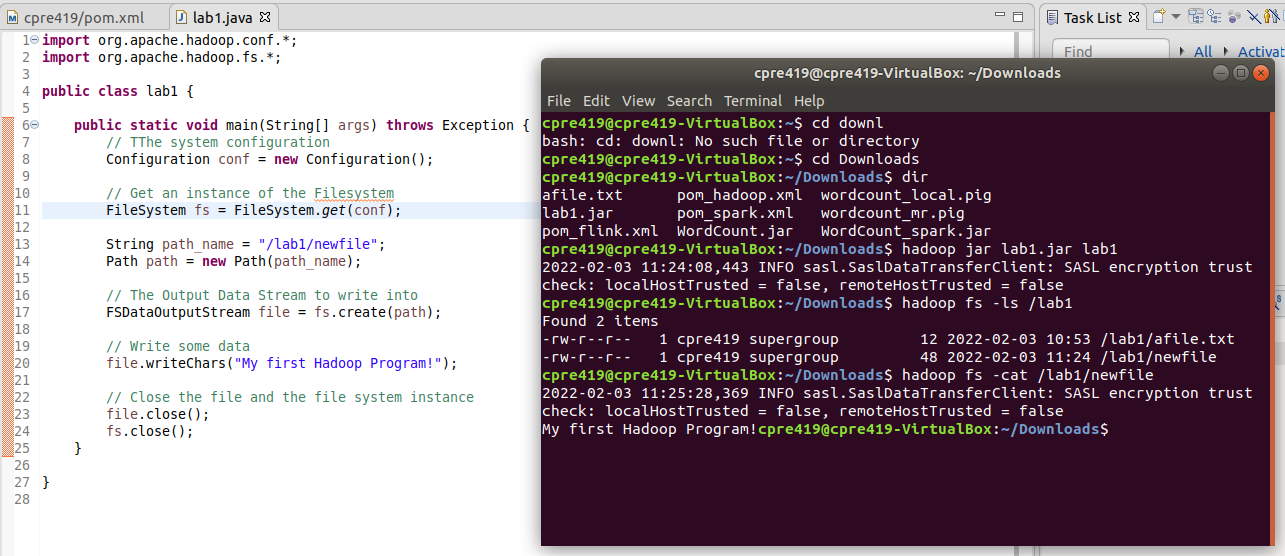 cpre419/pom.xml
lab1.java
Task List
Find
All
Activat
1 import org.apache.hadoop.conf.*;
2 import org.apache.hadoop.fs.*;
3
4 public class lab1 {
5
6 public static void main(String[] args) throws Exception {
7 // TThe system configuration
8 Configuration conf = new Configuration();
9
10 // Get an instance of the Filesystem
11 FileSystem fs = FileSystem.get(conf);
12
13 String path_name = "/lab1/newfile";
14 Path path = new Path(path_name);
15
16 // The Output Data Stream to write into
17 FSDataOutputStream file = fs.create(path);
18
19 // Write some data
20 file.writeChars("My first Hadoop Program!");
21
22 // Close the file and the file system instance
23 file.close();
24 fs.close();
25 }
26
27 }
28
cpre419@cpre419-VirtualBox: ~/Downloads
File Edit View Search Terminal Help
cpre419@cpre419-VirtualBox:~$ cd downl
bash: cd: downl: No such file or directory
cpre419@cpre419-VirtualBox:~$ cd Downloads
cpre419@cpre419-VirtualBox:~/Downloads$ dir
afile.txt pom_hadoop.xml wordcount_local.pig
lab1.jar pom_spark.xml wordcount_mr.pig
pom_flink.xml WordCount.jar WordCount_spark.jar
cpre419@cpre419-VirtualBox:~/Downloads$ hadoop jar lab1.jar lab1
2022-02-03 11:24:08,443 INFO sasl.SaslDataTransferClient: SASL encryption trust
check: localHostTrusted = false, remoteHostTrusted = false
cpre419@cpre419-VirtualBox:~/Downloads$ hadoop fs -ls /lab1
Found 2 items
-rw-r--r-- 1 cpre419 supergroup 12 2022-02-03 10:53 /lab1/afile.txt
-rw-r--r-- 1 cpre419 supergroup 48 2022-02-03 11:24 /lab1/newfile
cpre419@cpre419-VirtualBox:~/Downloads$ hadoop fs -cat /lab1/newfile
2022-02-03 11:25:28,369 INFO sasl.SaslDataTransferClient: SASL encryption trust
check: localHostTrusted = false, remoteHostTrusted = false
My first Hadoop Program!cpre419@cpre419-VirtualBox:~/Downloads$